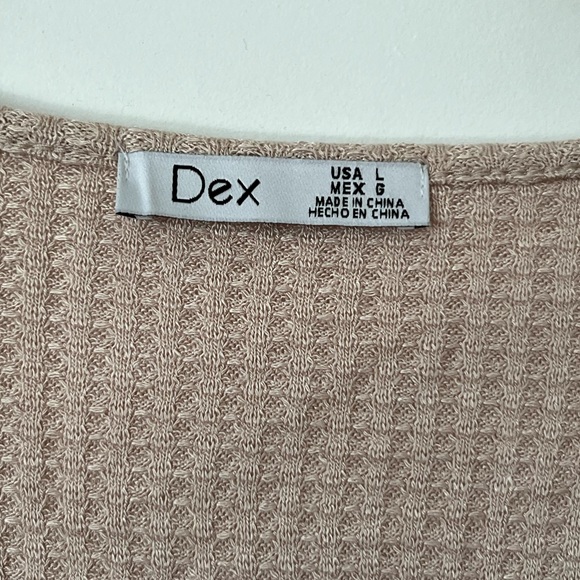 Dex
USA L
MEX G
MADE IN CHINA
HECHO EN CHINA